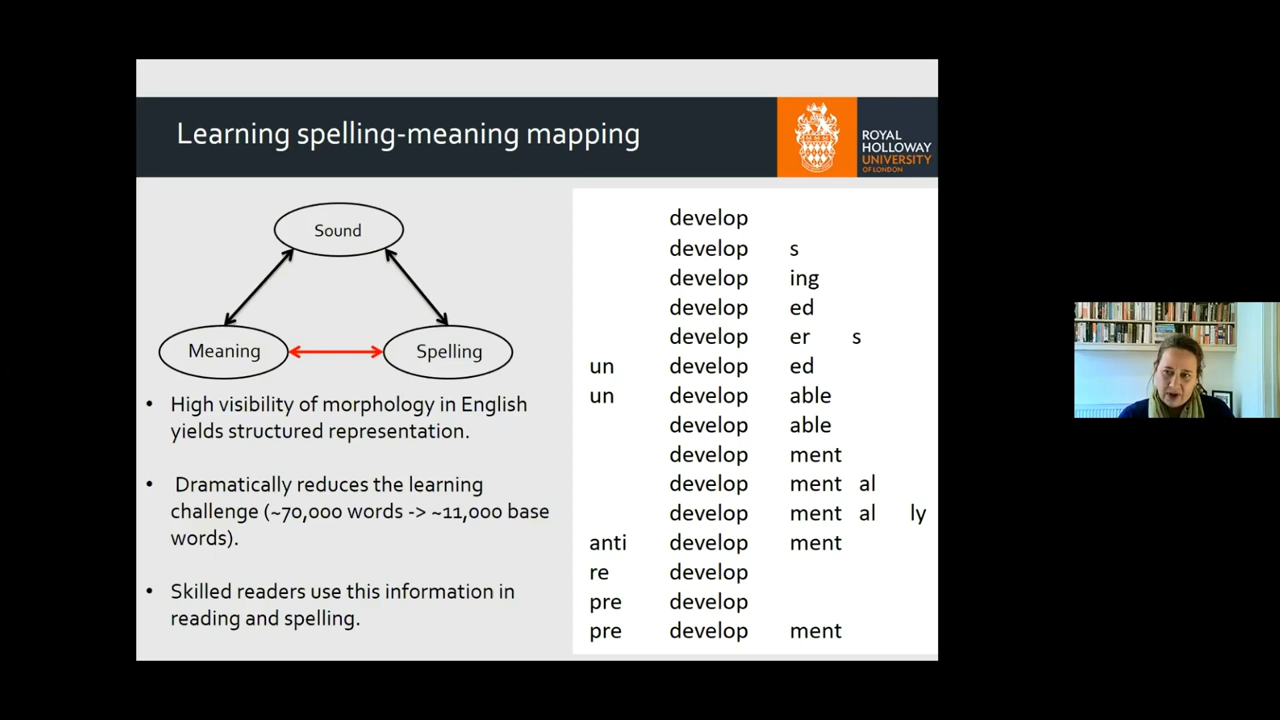 Learning spelling-meaning mapping
ROYAL
HOLLOWAY
UNIVERSITY
OF LONDON
Sound
Meaning
Spelling
• High visibility of morphology in English
yields structured representation.
• Dramatically reduces the learning
challenge (~70,000 words -> ~11,000 base
words).
• Skilled readers use this information in
reading and spelling.
develop
develop s
develop ing
develop ed
develop er s
un develop ed
un develop able
develop able
develop ment
develop ment al
develop ment al ly
anti develop ment
re develop
pre develop
pre develop ment